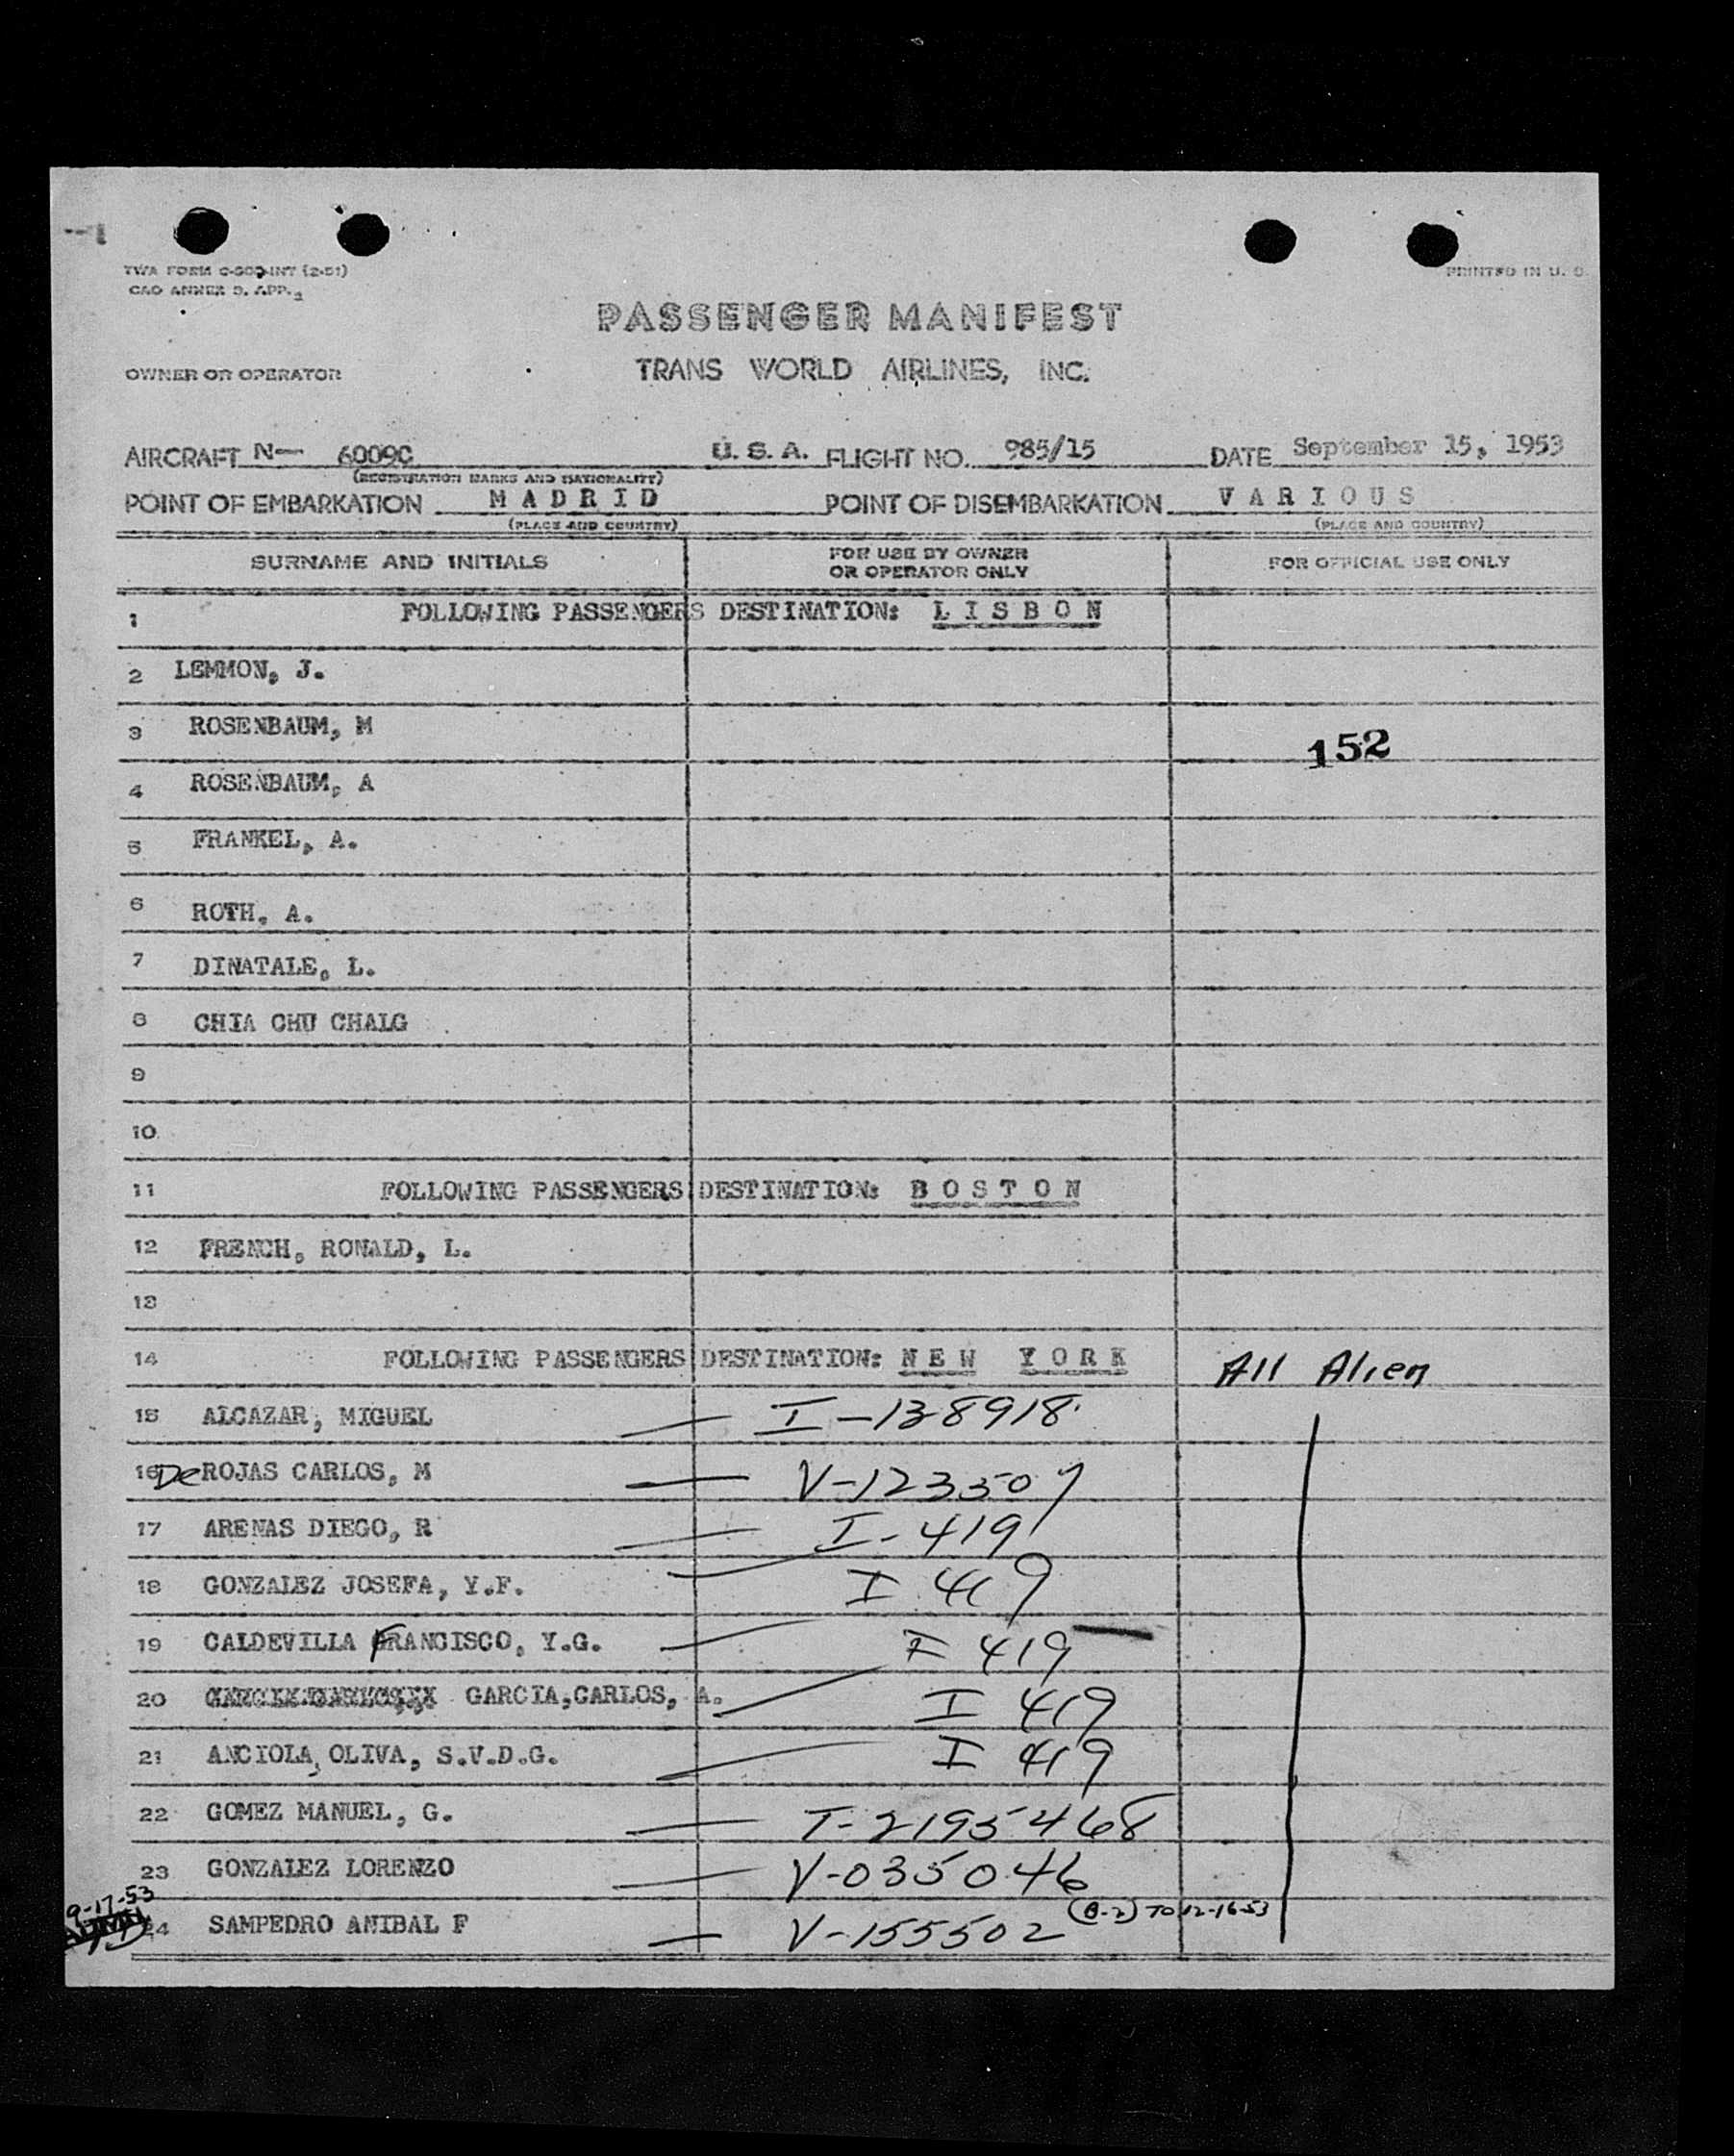 TWA FORM C-500-INT (2-51)
PRINTED IN U. S.
CAO ANNEX 9, APP.
PASSENGER MANIFEST
OWNER OR OPERATOR TRANS WORLD AIRLINES, INC.
AIRCRAFT N— 6009C U. S. A. FLIGHT NO. 985/15 DATE September 15, 1953
(REGISTRATION MARKS AND NATIONALITY)
POINT OF EMBARKATION M A D R I D POINT OF DISEMBARKATION V A R I O U S
(PLACE AND COUNTRY) (PLACE AND COUNTRY)
SURNAME AND INITIALS FOR USE BY OWNER OR OPERATOR ONLY FOR OFFICIAL USE ONLY
1 FOLLOWING PASSENGERS DESTINATION: L I S B O N
2 LEMMON, J.
3 ROSENBAUM, M 152
4 ROSENBAUM, A
5 FRANKEL, A.
6 ROTH, A.
7 DINATALE, L.
8 CHIA CHU CHALG
9
10
11 FOLLOWING PASSENGERS DESTINATION: B O S T O N
12 FRENCH, RONALD, L.
13
14 FOLLOWING PASSENGERS DESTINATION: N E W Y O R K All Alien
15 ALCAZAR, MIGUEL — I-138918
16 De ROJAS CARLOS, M — V-123307
17 ARENAS DIEGO, R — I-419
18 GONZALEZ JOSEFA, Y.F. — I 419
19 CALDEVILLA FRANCISCO, Y.G. — I 419
20 GARCIA,CARLOS, A. — I 419
21 ANCIOLA, OLIVA, S.V.D.G. — I 419
22 GOMEZ MANUEL, G. — T-2195468
23 GONZALEZ LORENZO — V-035046
9-17-53 (B-2) TO 12-16-53
24 SAMPEDRO ANIBAL F — V-155502